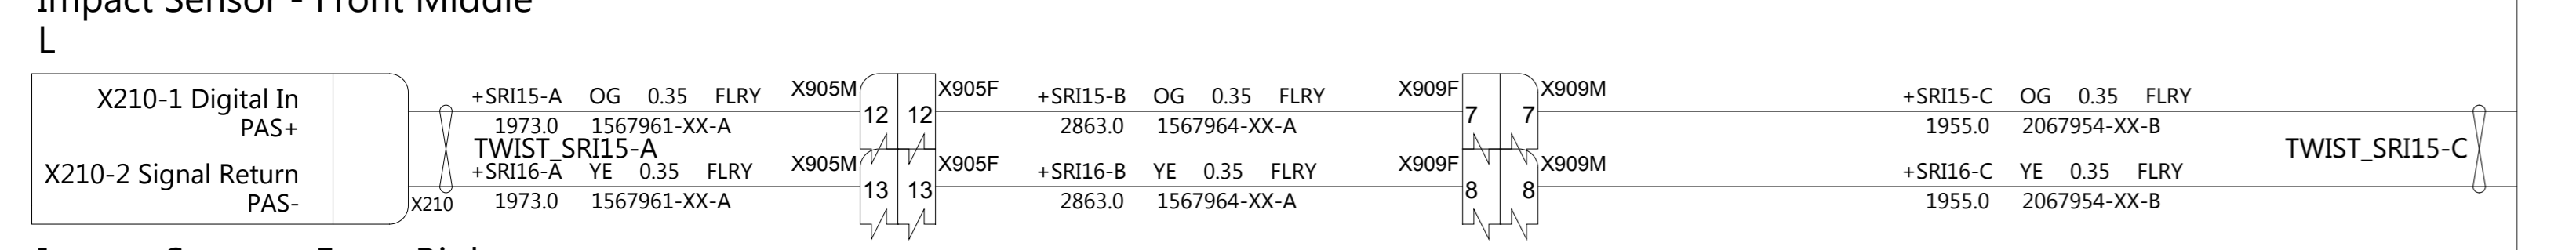 Impact Sensor - Front Middle
L
X210-1 Digital In
PAS+
X210-2 Signal Return
PAS-
X210
+SRI15-A OG 0.35 FLRY
1973.0 1567961-XX-A
TWIST_SRI15-A
+SRI16-A YE 0.35 FLRY
1973.0 1567961-XX-A
X905M 12 12 X905F
X905M 13 13 X905F
+SRI15-B OG 0.35 FLRY
2863.0 1567964-XX-A
+SRI16-B YE 0.35 FLRY
2863.0 1567964-XX-A
X909F 7 7 X909M
X909F 8 8 X909M
+SRI15-C OG 0.35 FLRY
1955.0 2067954-XX-B
TWIST_SRI15-C
+SRI16-C YE 0.35 FLRY
1955.0 2067954-XX-B